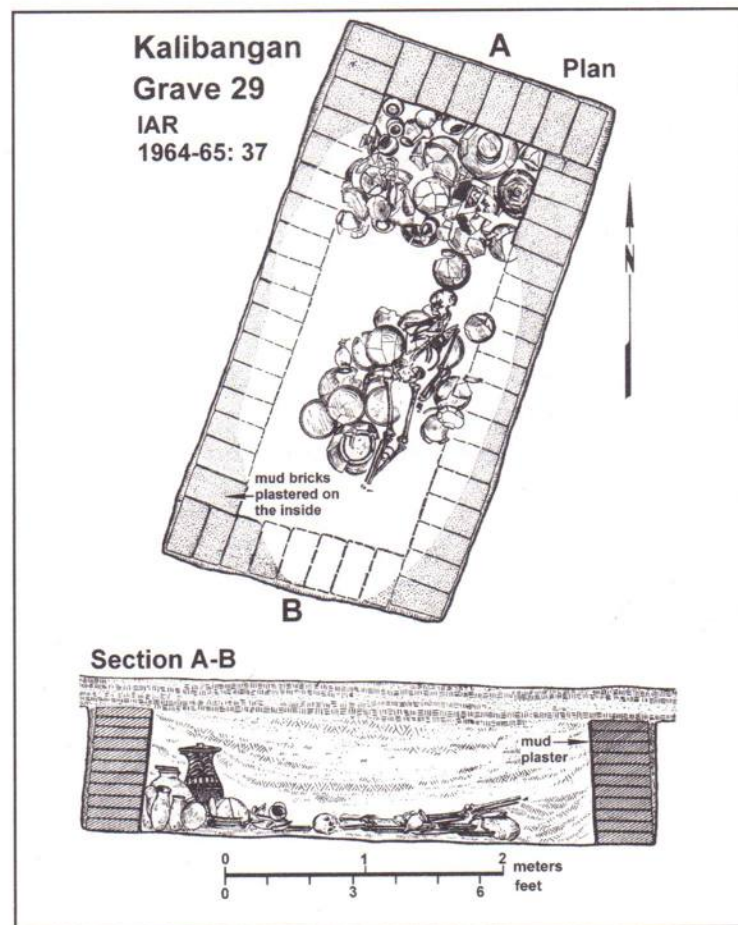 Kalibangan
Grave 29
IAR
1964-65: 37
A
Plan
N
mud bricks
plastered on
the inside
B
Section A-B
mud
plaster
0 1 2 meters
0 3 6 feet